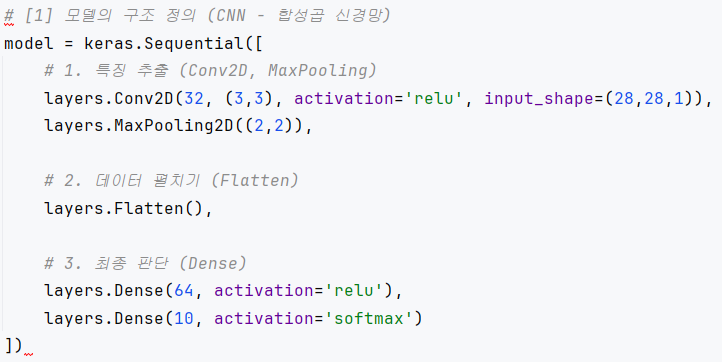 # [1] 모델의 구조 정의 (CNN - 합성곱 신경망)
model = keras.Sequential([
    # 1. 특징 추출 (Conv2D, MaxPooling)
    layers.Conv2D(32, (3,3), activation='relu', input_shape=(28,28,1)),
    layers.MaxPooling2D((2,2)),
    # 2. 데이터 펼치기 (Flatten)
    layers.Flatten(),
    # 3. 최종 판단 (Dense)
    layers.Dense(64, activation='relu'),
    layers.Dense(10, activation='softmax')
])